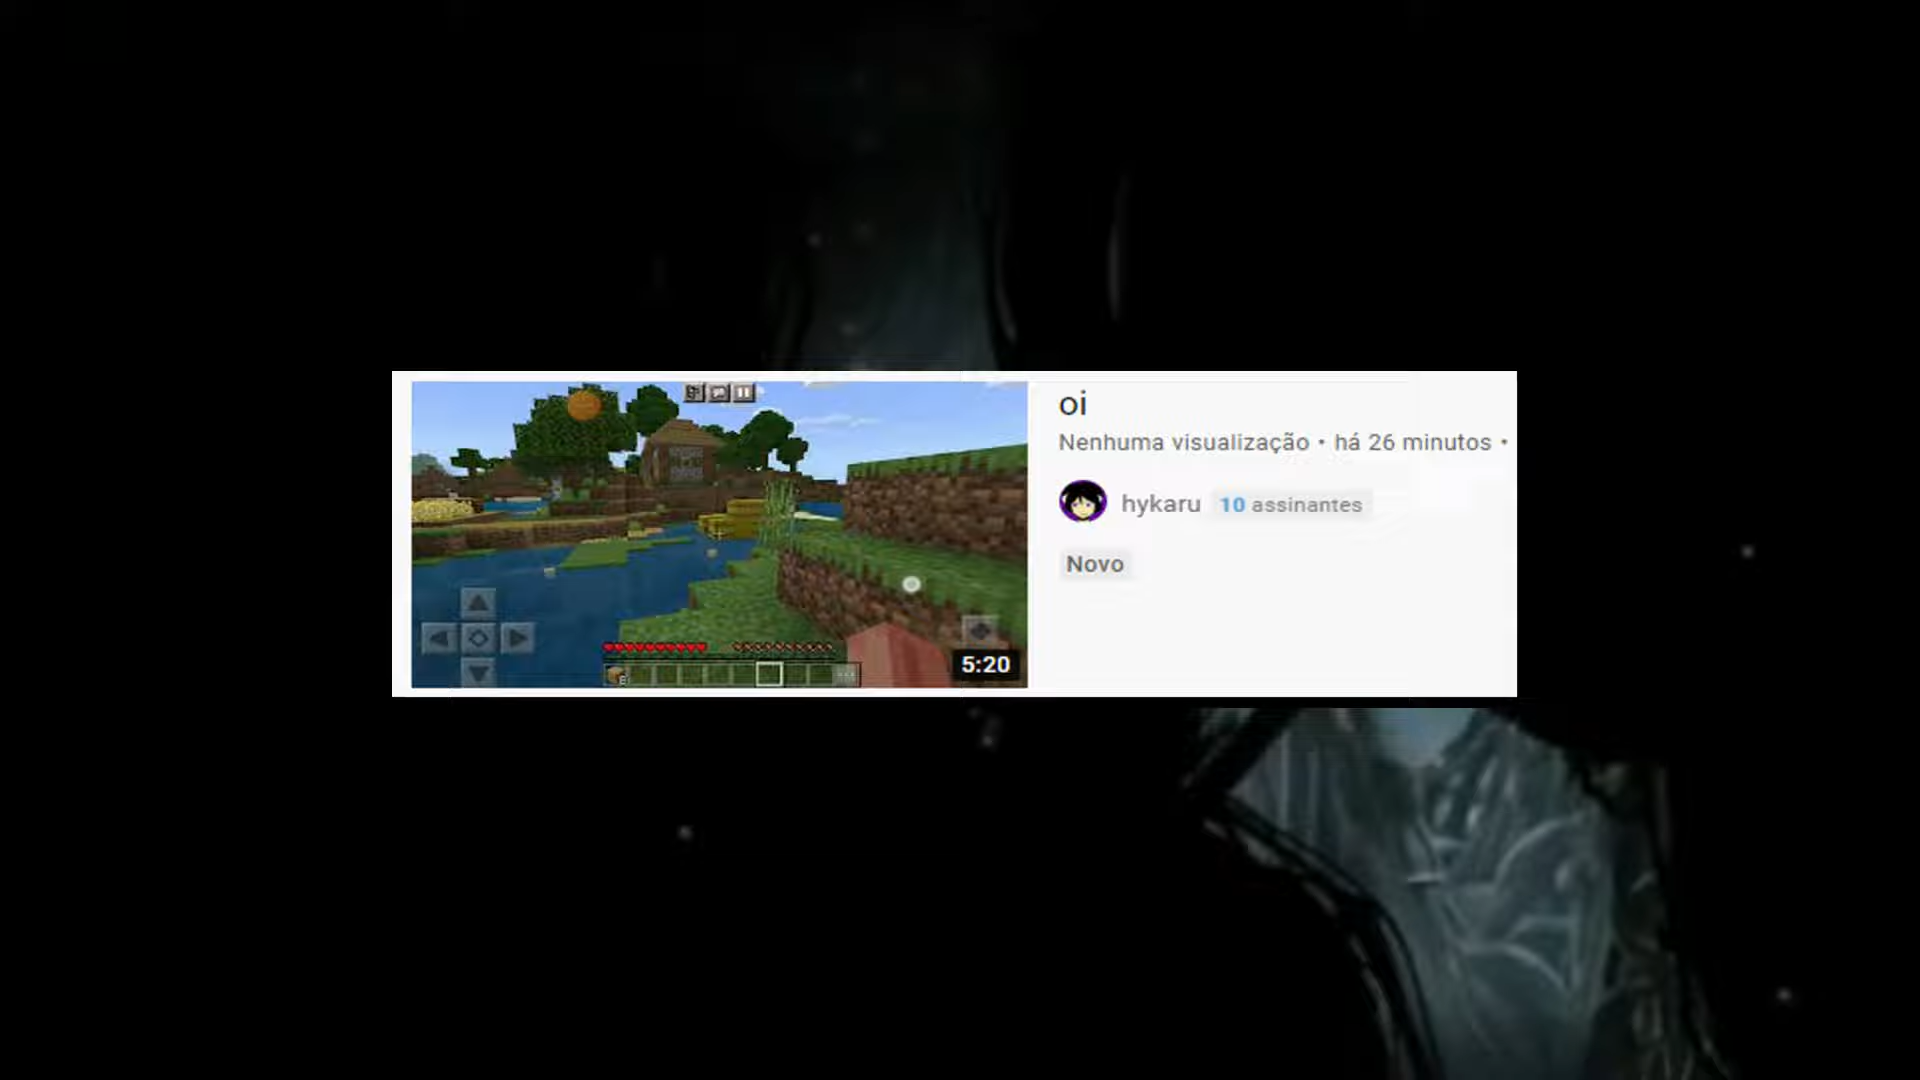 oi
Nenhuma visualização • há 26 minutos •
hykaru 10 assinantes
Novo
5:20